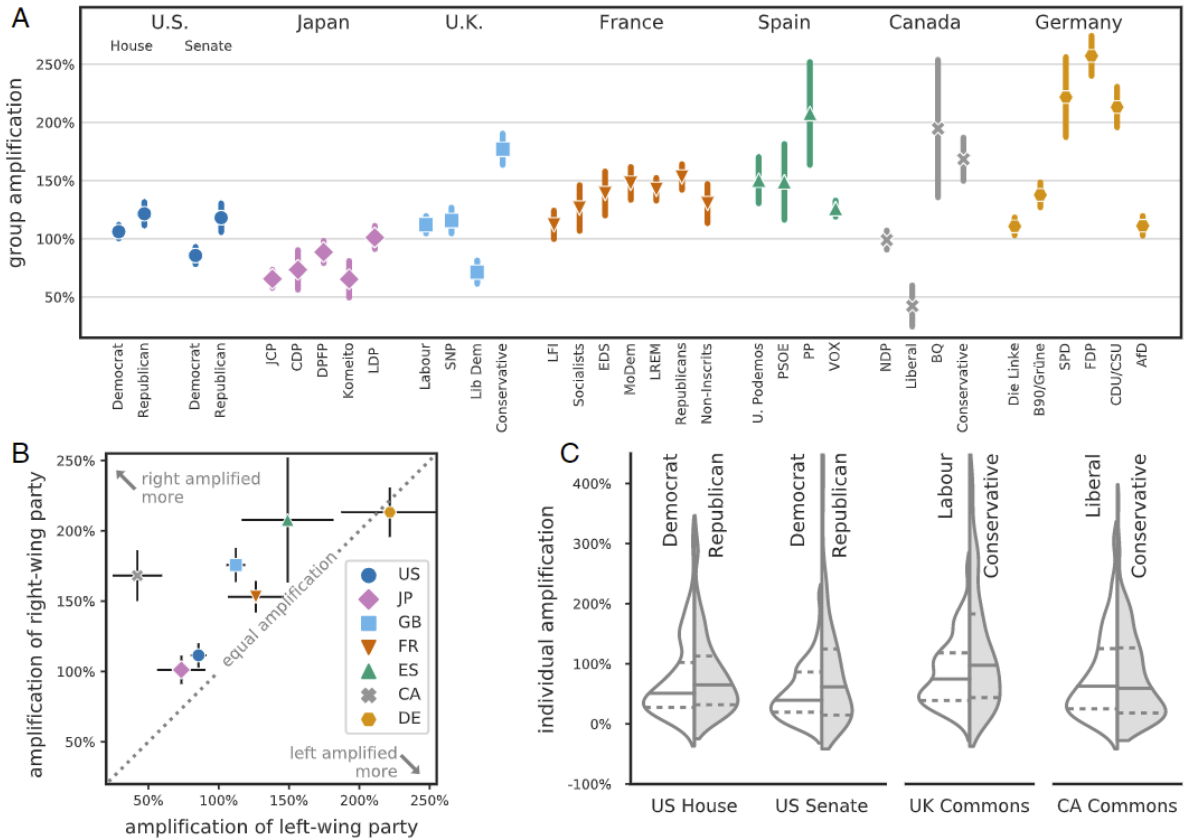 A
U.S.
Japan
U.K.
France
Spain
Canada
Germany
House
Senate
group amplification
250%
200%
150%
100%
50%
Democrat
Republican
Democrat
Republican
JCP
CDP
DPFP
Komeito
LDP
Labour
SNP
Lib Dem
Conservative
LFI
Socialists
EDS
MoDem
LREM
Republicans
Non-Inscrits
U. Podemos
PSOE
PP
VOX
NDP
Liberal
BQ
Conservative
Die Linke
B90/Grüne
SPD
FDP
CDU/CSU
AfD
B
amplification of right-wing party
250%
200%
150%
100%
50%
right amplified
more
equal amplification
US
JP
GB
FR
ES
CA
DE
left amplified
more
50%
100%
150%
200%
250%
amplification of left-wing party
C
individual amplification
400%
300%
200%
100%
0%
-100%
Democrat
Republican
Democrat
Republican
Labour
Conservative
Liberal
Conservative
US House
US Senate
UK Commons
CA Commons